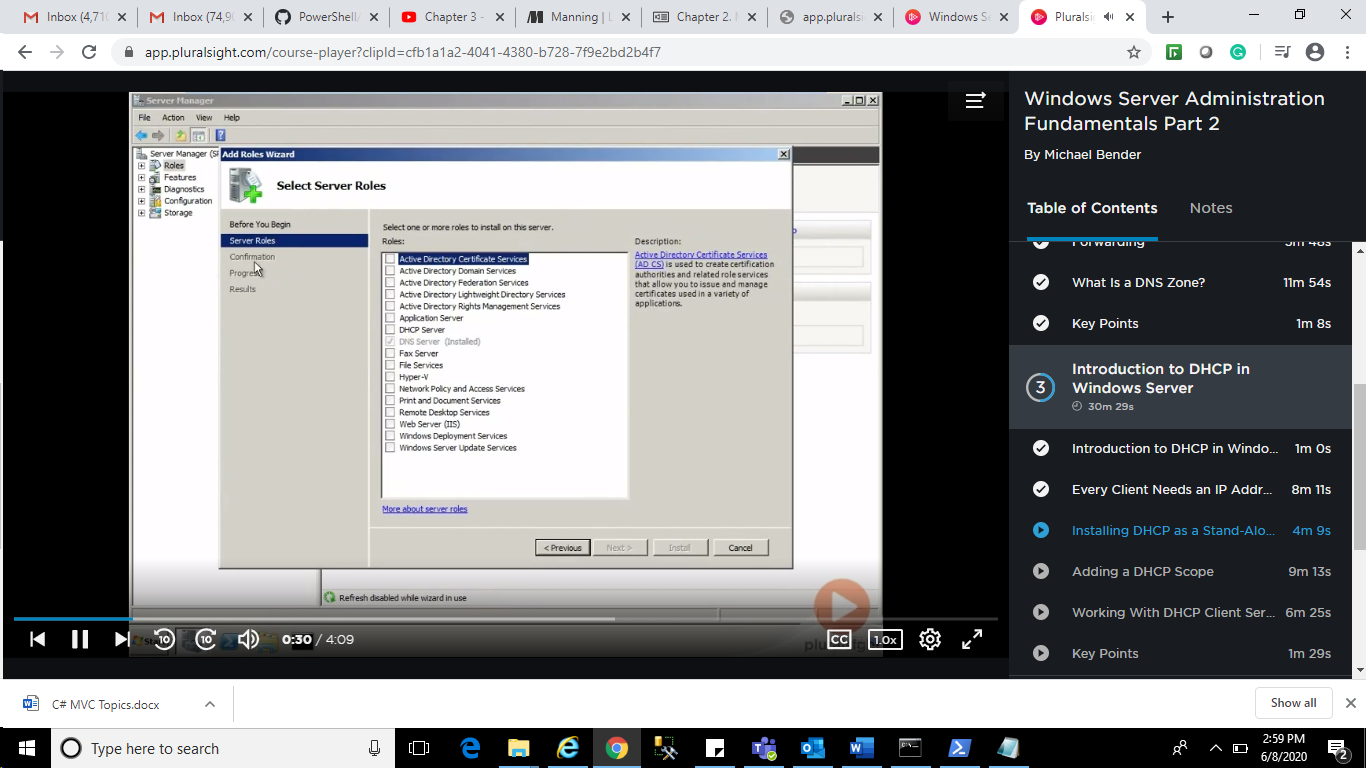 Inbox (4,71
Inbox (74,9
PowerShell/
Chapter 3 -
Manning | L
Chapter 2.
app.plurals
Windows S
Plurals
app.pluralsight.com/course-player?clipId=cfb1a1a2-4041-4380-b728-7f9e2bd2b4f7
Server Manager
File Action View Help
Server Manager (S
Roles
Features
Diagnostics
Configuration
Storage
Add Roles Wizard
Select Server Roles
Before You Begin
Server Roles
Confirmation
Progress
Results
Select one or more roles to install on this server.
Roles:
Active Directory Certificate Services
Active Directory Domain Services
Active Directory Federation Services
Active Directory Lightweight Directory Services
Active Directory Rights Management Services
Application Server
DHCP Server
DNS Server (Installed)
Fax Server
File Services
Hyper-V
Network Policy and Access Services
Print and Document Services
Remote Desktop Services
Web Server (IIS)
Windows Deployment Services
Windows Server Update Services
More about server roles
Description:
Active Directory Certificate Services
(AD CS) is used to create certification
authorities and related role services
that allow you to issue and manage
certificates used in a variety of
applications.
< Previous
Next >
Install
Cancel
Refresh disabled while wizard in use
10
10
0:30 / 4:09
CC
1.0x
Windows Server Administration
Fundamentals Part 2
By Michael Bender
Table of Contents
Notes
Forwarding 5m 48s
What Is a DNS Zone? 11m 54s
Key Points 1m 8s
3
Introduction to DHCP in
Windows Server
30m 29s
Introduction to DHCP in Windo... 1m 0s
Every Client Needs an IP Addr... 8m 11s
Installing DHCP as a Stand-Alo... 4m 9s
Adding a DHCP Scope 9m 13s
Working With DHCP Client Ser... 6m 25s
Key Points 1m 29s
C# MVC Topics.docx
Show all
Type here to search
2:59 PM
6/8/2020
2